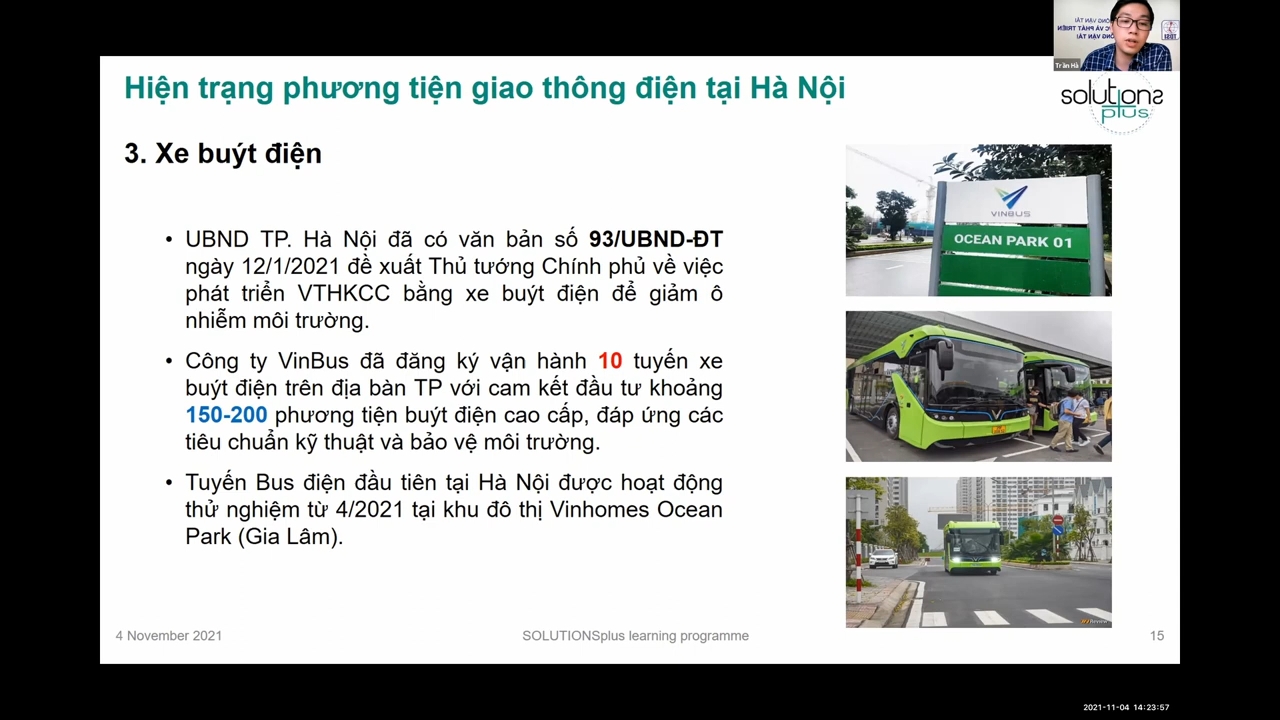 Hiện trạng phương tiện giao thông điện tại Hà Nội
solutions
plus
Trần Hà
3. Xe buýt điện
• UBND TP. Hà Nội đã có văn bản số 93/UBND-ĐT
ngày 12/1/2021 đề xuất Thủ tướng Chính phủ về việc
phát triển VTHKCC bằng xe buýt điện để giảm ô
nhiễm môi trường.
• Công ty VinBus đã đăng ký vận hành 10 tuyến xe
buýt điện trên địa bàn TP với cam kết đầu tư khoảng
150-200 phương tiện buýt điện cao cấp, đáp ứng các
tiêu chuẩn kỹ thuật và bảo vệ môi trường.
• Tuyến Bus điện đầu tiên tại Hà Nội được hoạt động
thử nghiệm từ 4/2021 tại khu đô thị Vinhomes Ocean
Park (Gia Lâm).
VINBUS
OCEAN PARK 01
4 November 2021
SOLUTIONSplus learning programme
15
2021-11-04 14:23:57